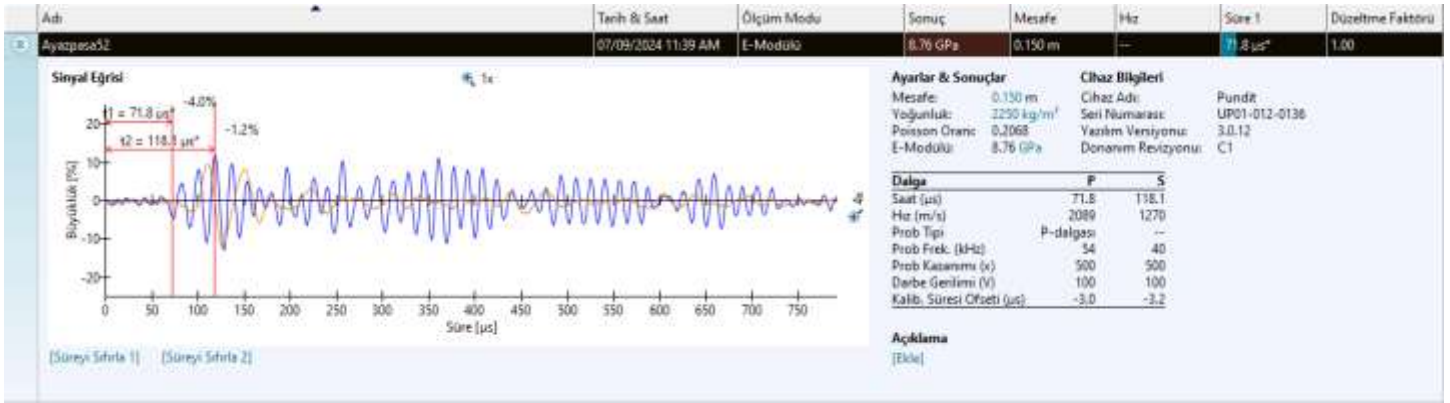 Adı Tarih & Saat Ölçüm Modu Sonuç Mesafe Hız Süre 1 Düzeltme Faktörü
Ayazpasa52 07/09/2024 11:39 AM E-Modülü 8.76 GPa 0.150 m -- 71.8 µs* 1.00
Sinyal Eğrisi 1x
t1 = 71.8 µs* -4.0%
t2 = 118.1 µs* -1.2%
Büyüklük [%]
20
10
0
-10
-20
4x
0 50 100 150 200 250 300 350 400 450 500 550 600 650 700 750
Süre [µs]
[Süreyi Sıfırla 1] [Süreyi Sıfırla 2]
Ayarlar & Sonuçlar
Mesafe: 0.150 m
Yoğunluk: 2250 kg/m³
Poisson Oranı: 0.2068
E-Modülü: 8.76 GPa
Cihaz Bilgileri
Cihaz Adı: Pundit
Seri Numarası: UP01-012-0136
Yazılım Versiyonu: 3.0.12
Donanım Revizyonu: C1
Dalga P S
Saat (µs) 71.8 118.1
Hız (m/s) 2089 1270
Prob Tipi P-dalgası --
Prob Frek. (kHz) 54 40
Prob Kazanımı (x) 500 500
Darbe Gerilimi (V) 100 100
Kalib. Süresi Ofseti (µs) -3.0 -3.2
Açıklama
[Ekle]